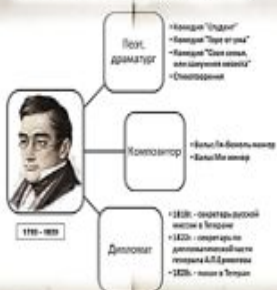 Поэт,
драматург
• Комедия "Студент"
• Комедия "Горе от ума"
• Комедия "Своя семья,
или замужняя невеста"
• Стихотворения
Композитор
• Вальс Ля-бемоль мажор
• Вальс Ми минор
Дипломат
• 1818г. - секретарь русской
миссии в Тегеране
• 1822г. - секретарь по
дипломатической части
генерала А.П.Ермолова
• 1828г. - посол в Тегеран
1795 - 1829